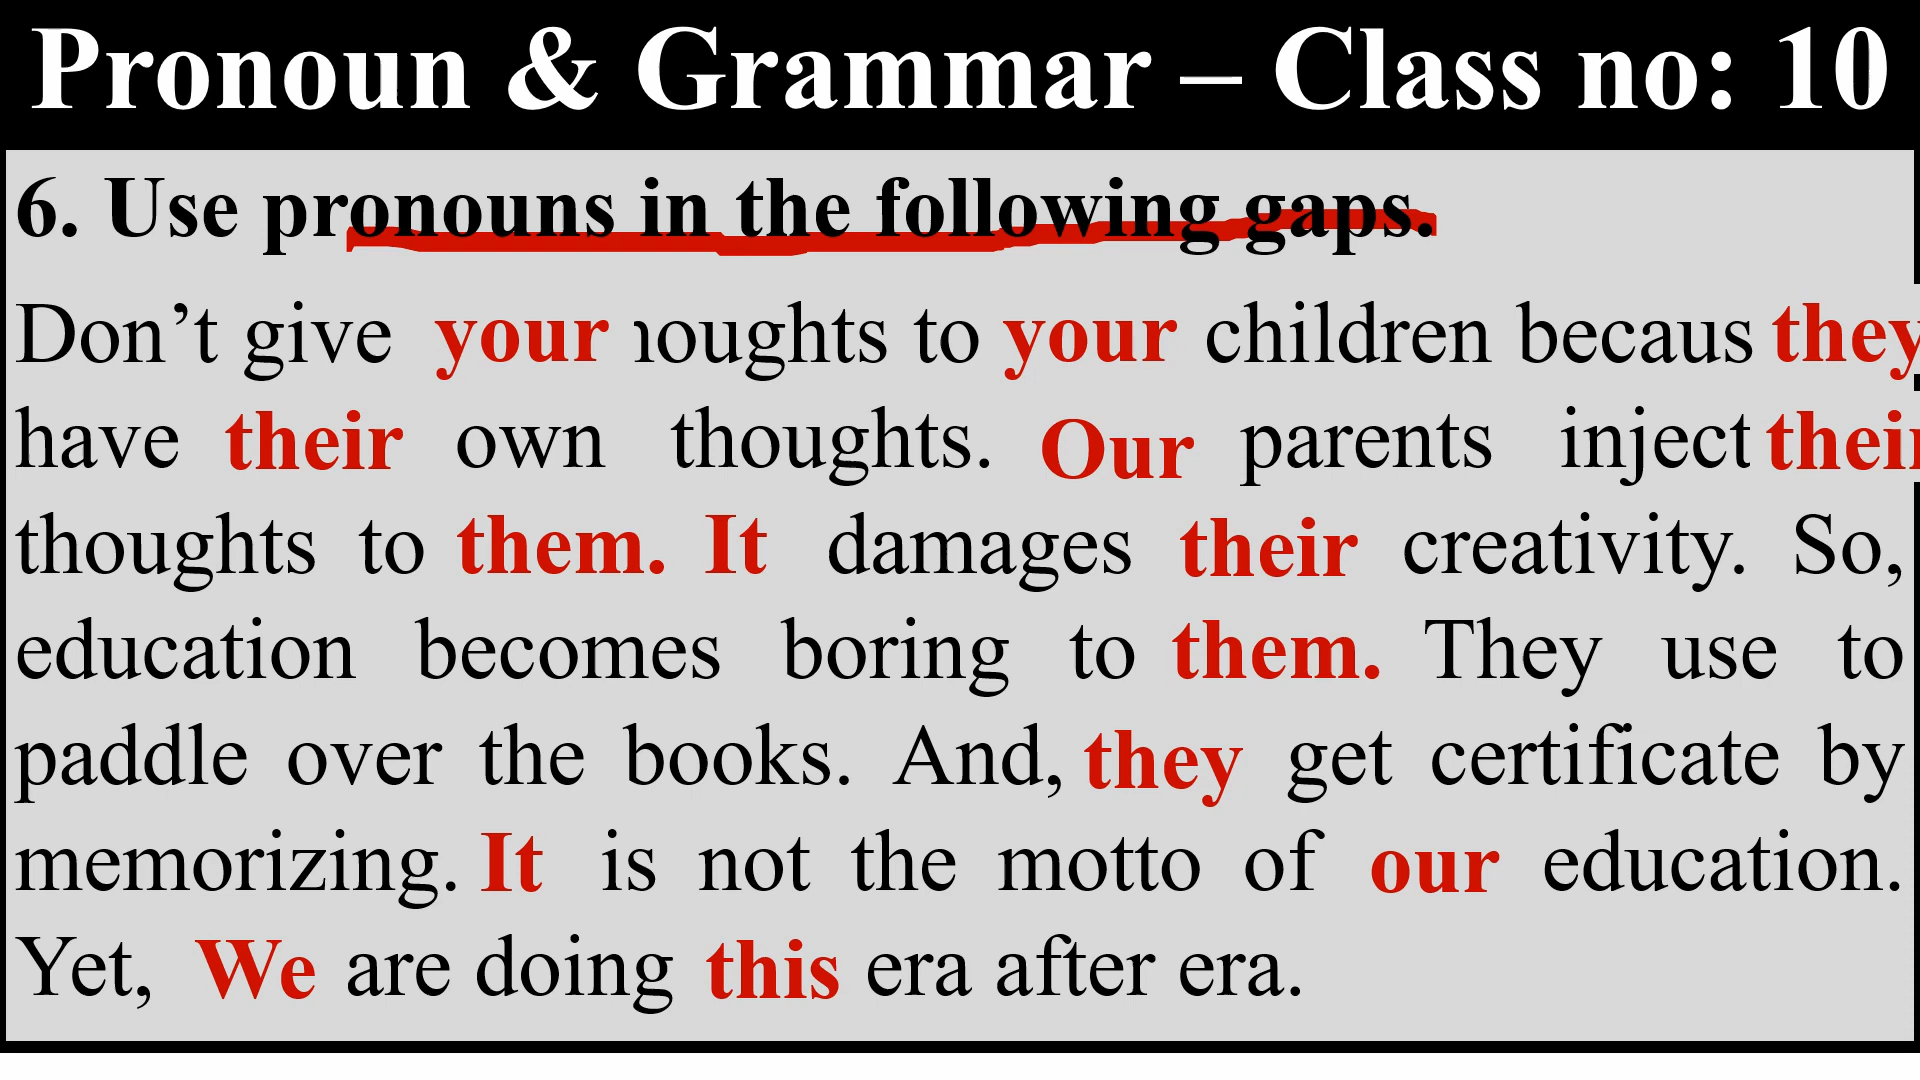 Pronoun & Grammar – Class no: 10
6. Use pronouns in the following gaps.
Don't give your houghts to your children becaus they
have their own thoughts. Our parents inject their
thoughts to them. It damages their creativity. So,
education becomes boring to them. They use to
paddle over the books. And, they get certificate by
memorizing. It is not the motto of our education.
Yet, We are doing this era after era.